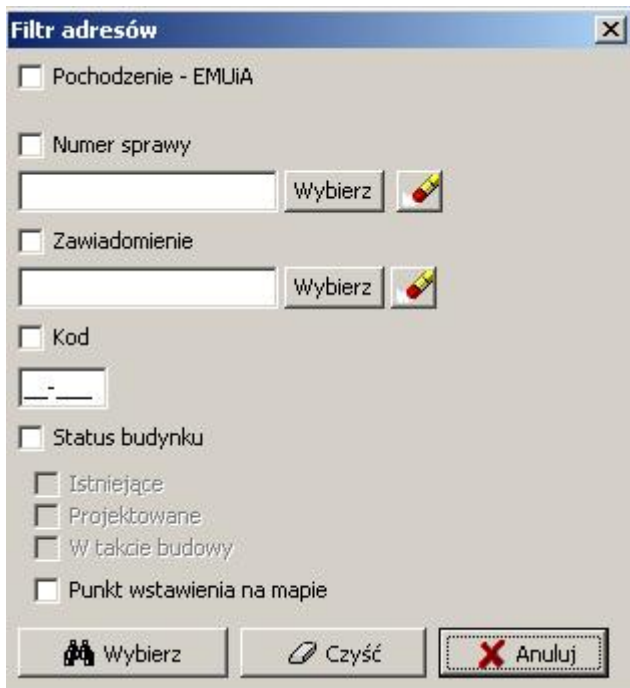 Filtr adresów
Pochodzenie - EMUiA
Numer sprawy
Wybierz
Zawiadomienie
Wybierz
Kod
__-___
Status budynku
Istniejące
Projektowane
W takcie budowy
Punkt wstawienia na mapie
Wybierz Czyść Anuluj